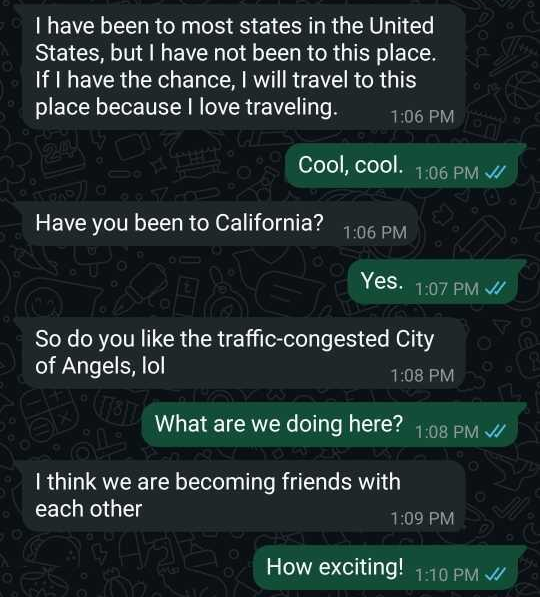 I have been to most states in the United
States, but I have not been to this place.
If I have the chance, I will travel to this
place because I love traveling. 1:06 PM
Cool, cool. 1:06 PM
Have you been to California? 1:06 PM
Yes. 1:07 PM
So do you like the traffic-congested City
of Angels, lol 1:08 PM
What are we doing here? 1:08 PM
I think we are becoming friends with
each other 1:09 PM
How exciting! 1:10 PM